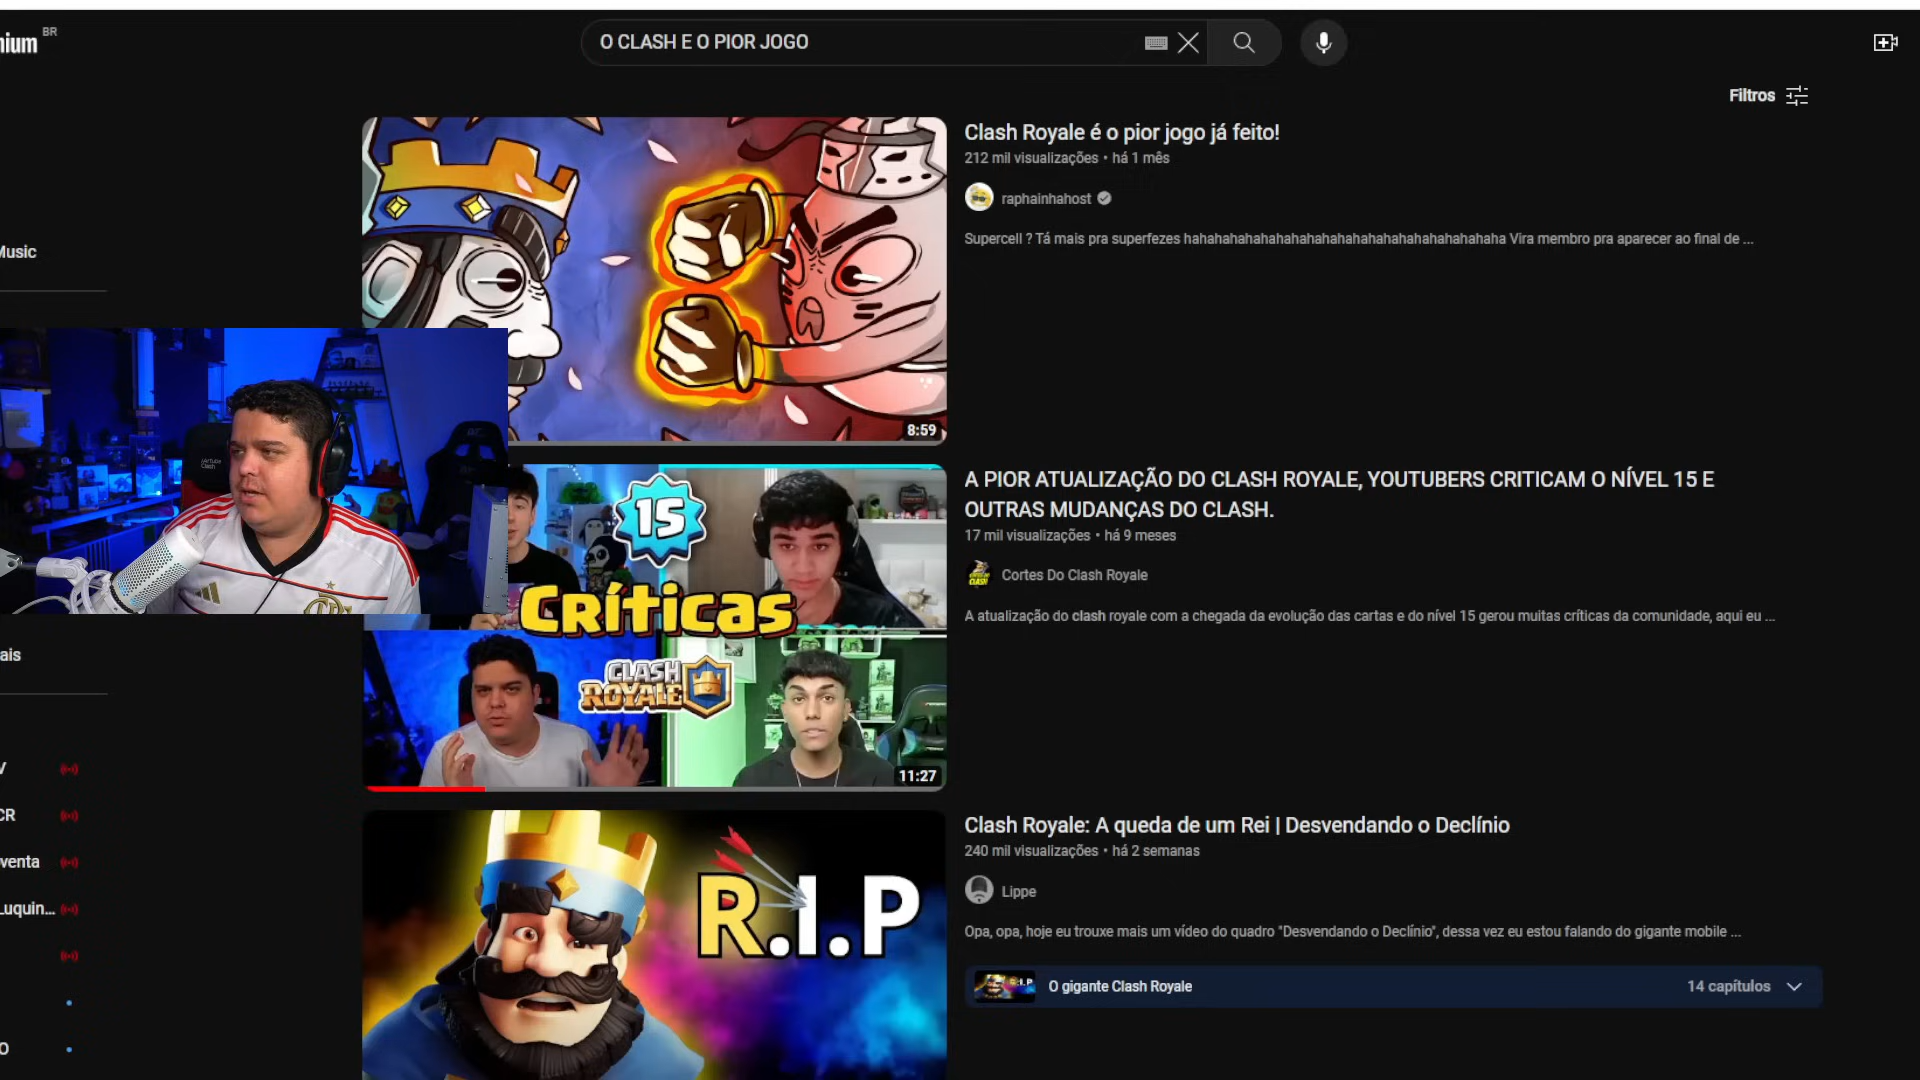 BR
O CLASH E O PIOR JOGO
Filtros
Clash Royale é o pior jogo já feito!
212 mil visualizações • há 1 mês
raphainhahost
Supercell ? Tá mais pra superfezes hahahahahahahahahahahahahahahahahahahaha Vira membro pra aparecer ao final de ...
8:59
A PIOR ATUALIZAÇÃO DO CLASH ROYALE, YOUTUBERS CRITICAM O NÍVEL 15 E
OUTRAS MUDANÇAS DO CLASH.
17 mil visualizações • há 9 meses
Cortes Do Clash Royale
A atualização do clash royale com a chegada da evolução das cartas e do nível 15 gerou muitas críticas da comunidade, aqui eu ...
15
CRÍTICAS
CLASH
ROYALE
11:27
Clash Royale: A queda de um Rei | Desvendando o Declínio
240 mil visualizações • há 2 semanas
Lippe
Opa, opa, hoje eu trouxe mais um vídeo do quadro "Desvendando o Declínio", dessa vez eu estou falando do gigante mobile ...
O gigante Clash Royale
14 capítulos
R.I.P
nium
Music
ais
V
CR
venta
Luquin...
O